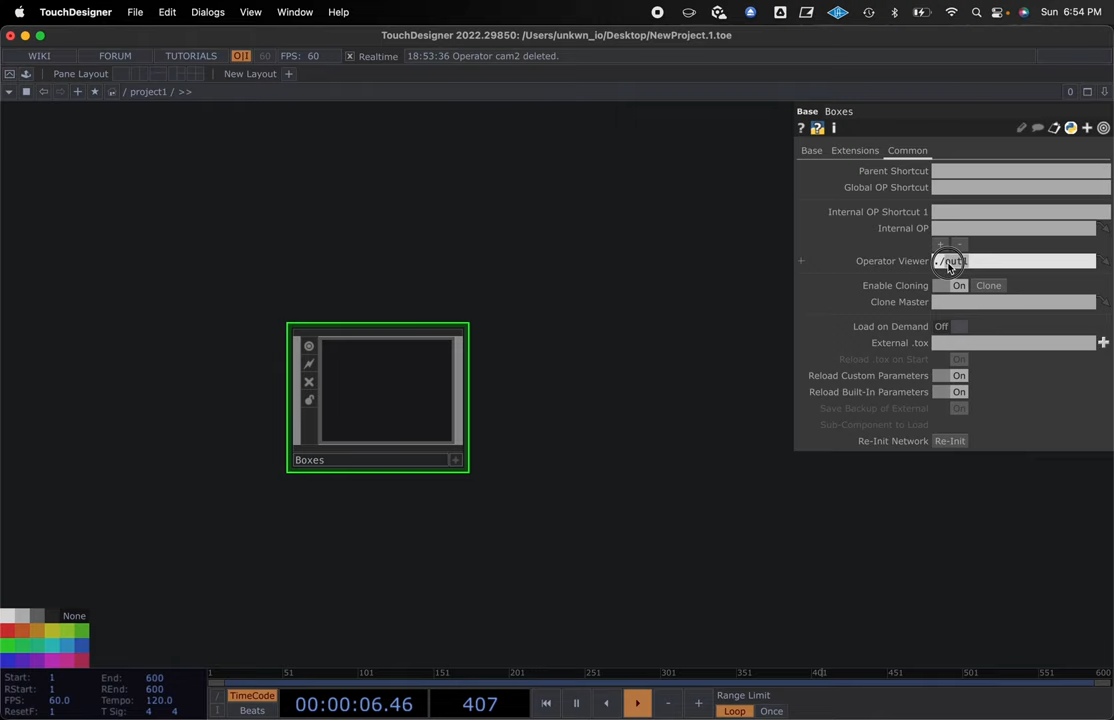 TouchDesigner File Edit Dialogs View Window Help Sun 6:54 PM
TouchDesigner 2022.29850: /Users/unkwn_io/Desktop/NewProject.1.toe
WIKI FORUM TUTORIALS O|I 60 FPS: 60 X Realtime 18:53:36 Operator cam2 deleted.
Pane Layout New Layout +
/ project1 / >> 0
Base Boxes
? ? i
Base Extensions Common
Parent Shortcut
Global OP Shortcut
Internal OP Shortcut 1
Internal OP
+ -
+ Operator Viewer ./out1
Enable Cloning On Clone
Clone Master
Load on Demand Off
External .tox
Reload .tox on Start On
Reload Custom Parameters On
Reload Built-In Parameters On
Save Backup of External On
Sub-Component to Load
Re-Init Network Re-Init
Boxes +
None
Start: 1 End: 600
RStart: 1 REnd: 600
FPS: 60.0 Tempo: 120.0
ResetF: 1 T Sig: 4 4
1 51 101 151 201 251 301 351 401 451 501 551 600
/ TimeCode
I Beats
00:00:06.46 407
- +
Range Limit
Loop Once